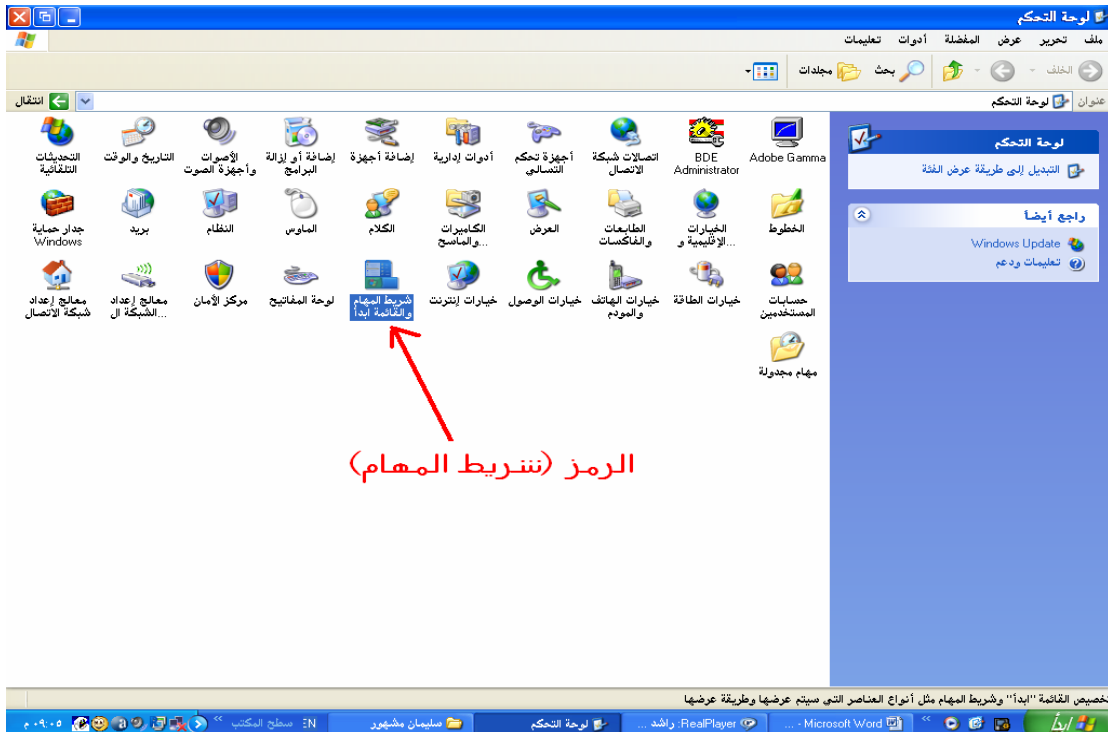 لوحة التحكم
ملف تحرير عرض المفضلة أدوات تعليمات
الخلف بحث مجلدات
عنوان لوحة التحكم انتقال
لوحة التحكم
التبديل إلى طريقة عرض الفئة
راجع أيضاً
Windows Update
تعليمات ودعم
Adobe Gamma
BDE
Administrator
اتصالات شبكة
الاتصال
أجهزة تحكم
التسالي
أدوات إدارية
إضافة أجهزة
إضافة أو إزالة
البرامج
الأصوات
وأجهزة الصوت
التاريخ والوقت
التحديثات
التلقائية
الخطوط
الخيارات
الإقليمية و...
الطابعات
والفاكسات
العرض
الكاميرات
والماسح...
الكلام
الماوس
النظام
بريد
جدار حماية
Windows
حسابات
المستخدمين
خيارات الطاقة
خيارات الهاتف
والمودم
خيارات الوصول
خيارات إنترنت
شريط المهام
والقائمة ابدأ
لوحة المفاتيح
مركز الأمان
معالج إعداد
الشبكة ال...
معالج إعداد
شبكة الاتصال
مهام مجدولة
الرمز (شريط المهام)
تخصيص القائمة "ابدأ" وشريط المهام مثل أنواع العناصر التي سيتم عرضها وطريقة عرضها
ابدأ
... - Microsoft Word
RealPlayer: راشد ...
لوحة التحكم
سليمان مشهور
سطح المكتب
٠٩:٠٥ م